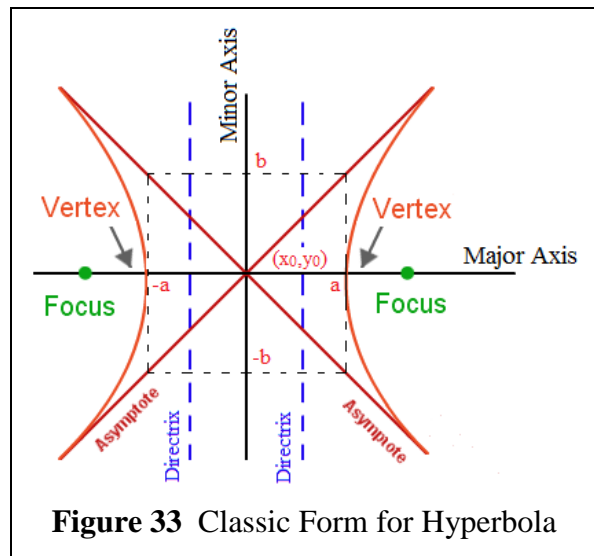 Minor Axis
Directrix
b
Vertex
Vertex
(x0,y0)
Major Axis
-a
a
Focus
Focus
-b
Asymptote
Asymptote
Directrix
Directrix
Figure 33 Classic Form for Hyperbola